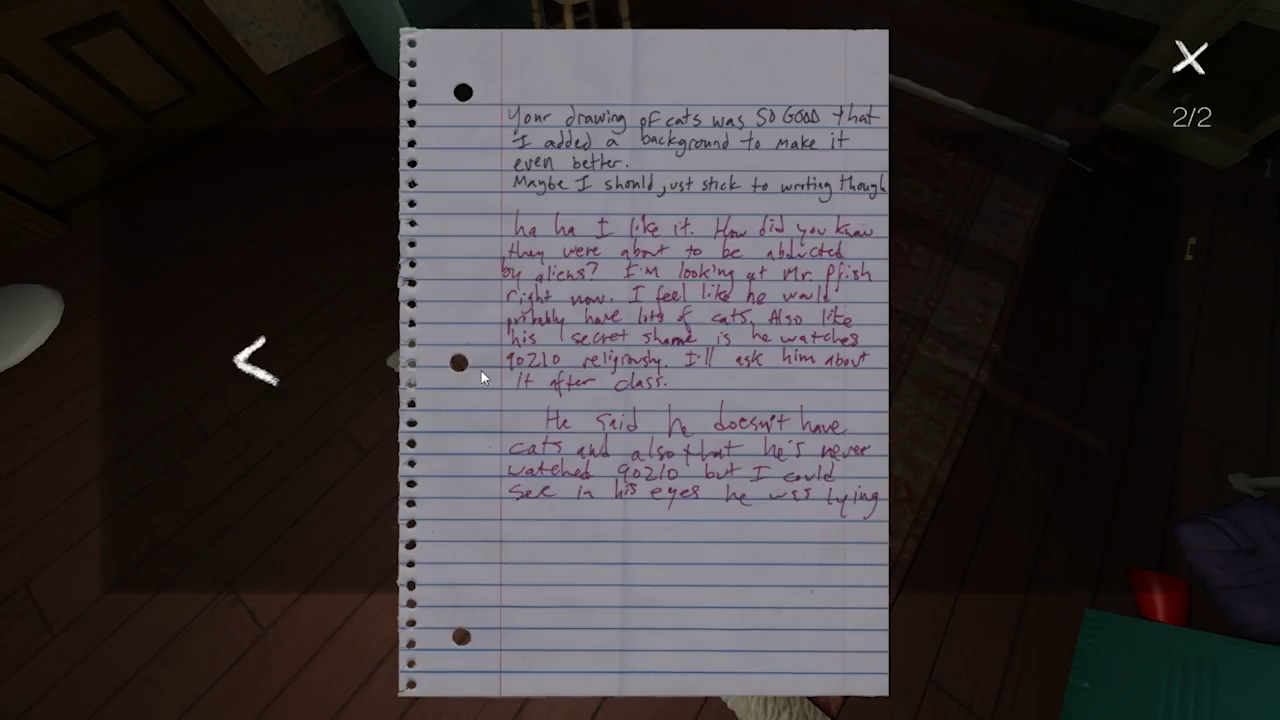 2/2
Your drawing of cats was SO GOOD that
I added a background to make it
even better.
Maybe I should just stick to writing though
ha ha I like it. How did you know
they were about to be abducted
by aliens? I'm looking at Mr. Pfish
right now. I feel like he would
probably have lots of cats. Also like
his secret shame is he watches
90210 religiously. I'll ask him about
it after class.
He said he doesn't have
cats and also that he's never
watched 90210 but I could
see in his eyes he was lying